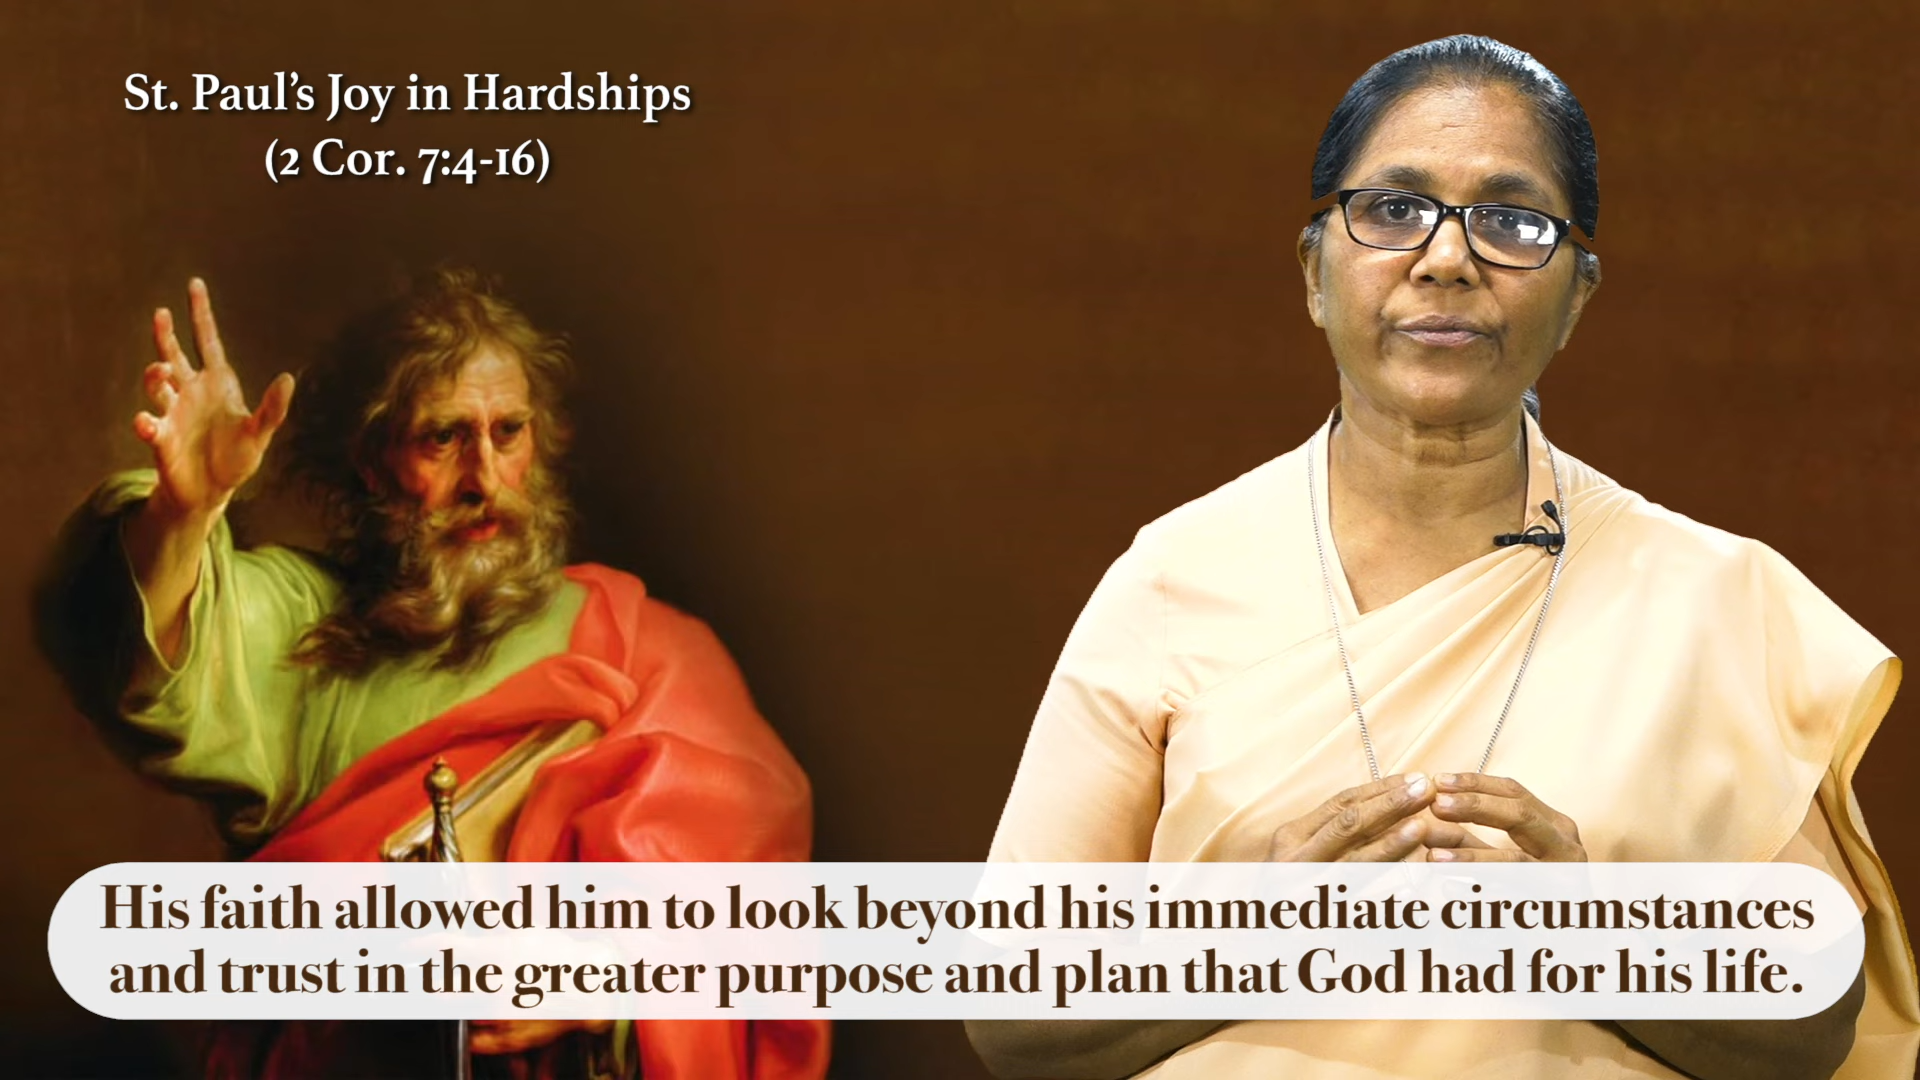 St. Paul's Joy in Hardships
(2 Cor. 7:4-16)
His faith allowed him to look beyond his immediate circumstances
and trust in the greater purpose and plan that God had for his life.